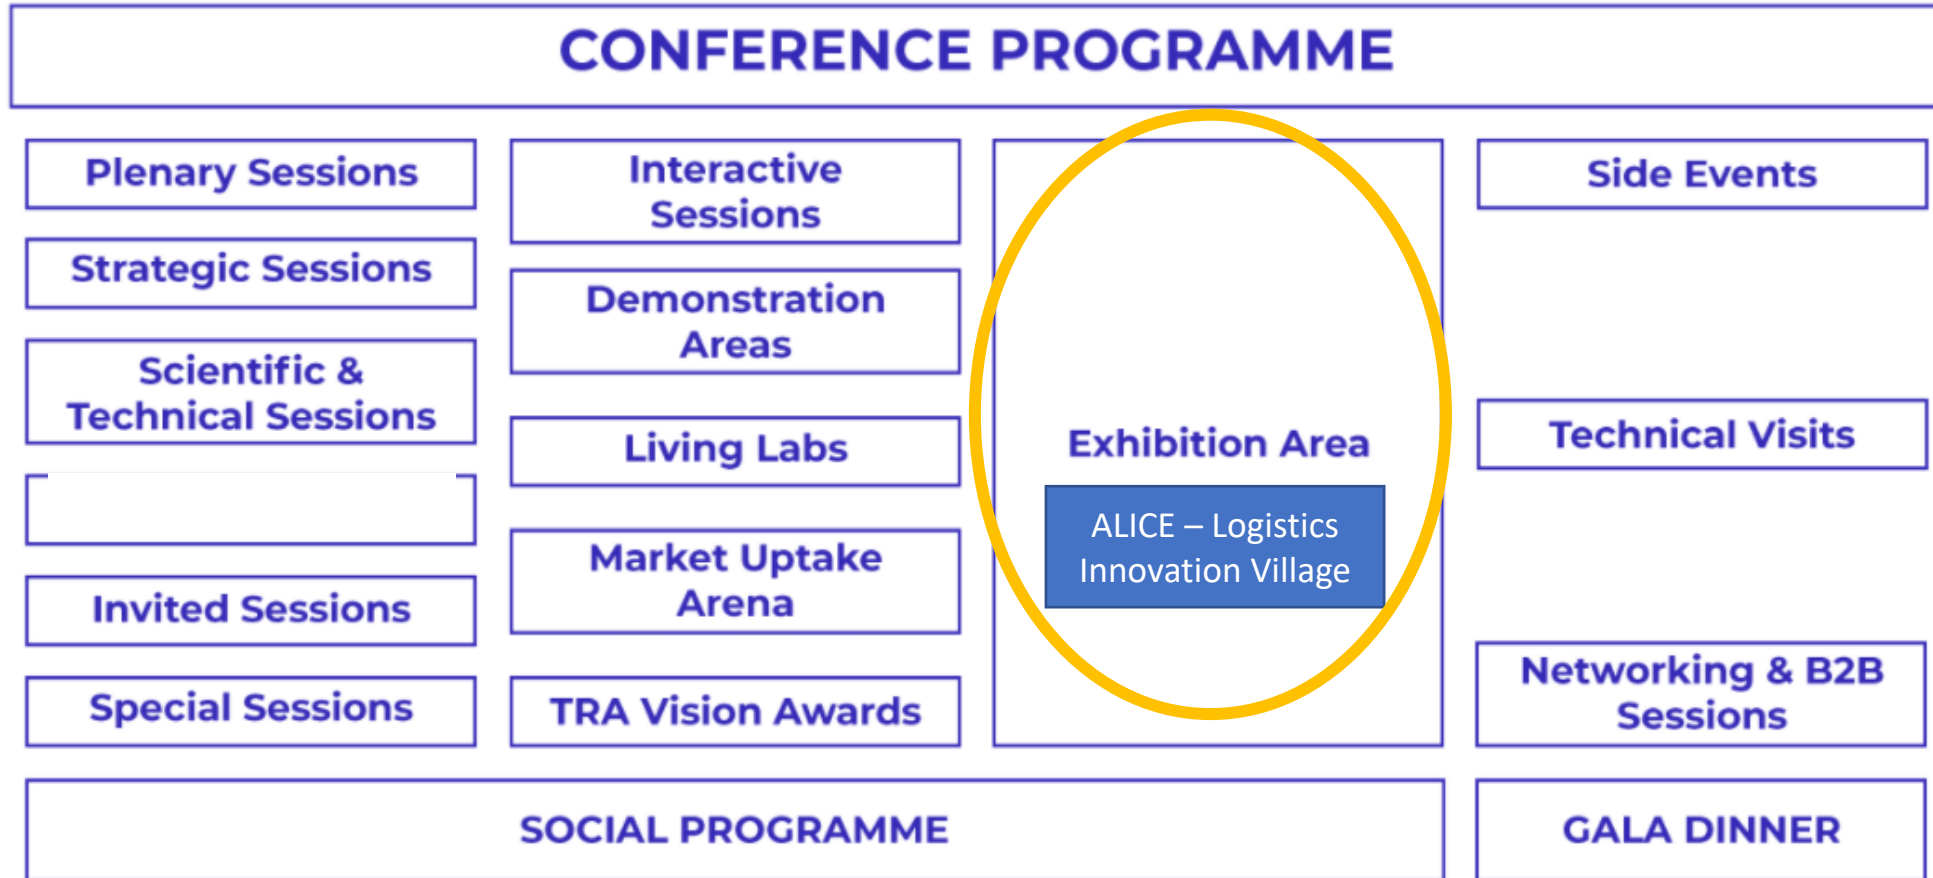 CONFERENCE PROGRAMME
Plenary Sessions
Strategic Sessions
Scientific &
Technical Sessions
Invited Sessions
Special Sessions
Interactive
Sessions
Demonstration
Areas
Living Labs
Market Uptake
Arena
TRA Vision Awards
Exhibition Area
ALICE – Logistics
Innovation Village
Side Events
Technical Visits
Networking & B2B
Sessions
SOCIAL PROGRAMME
GALA DINNER